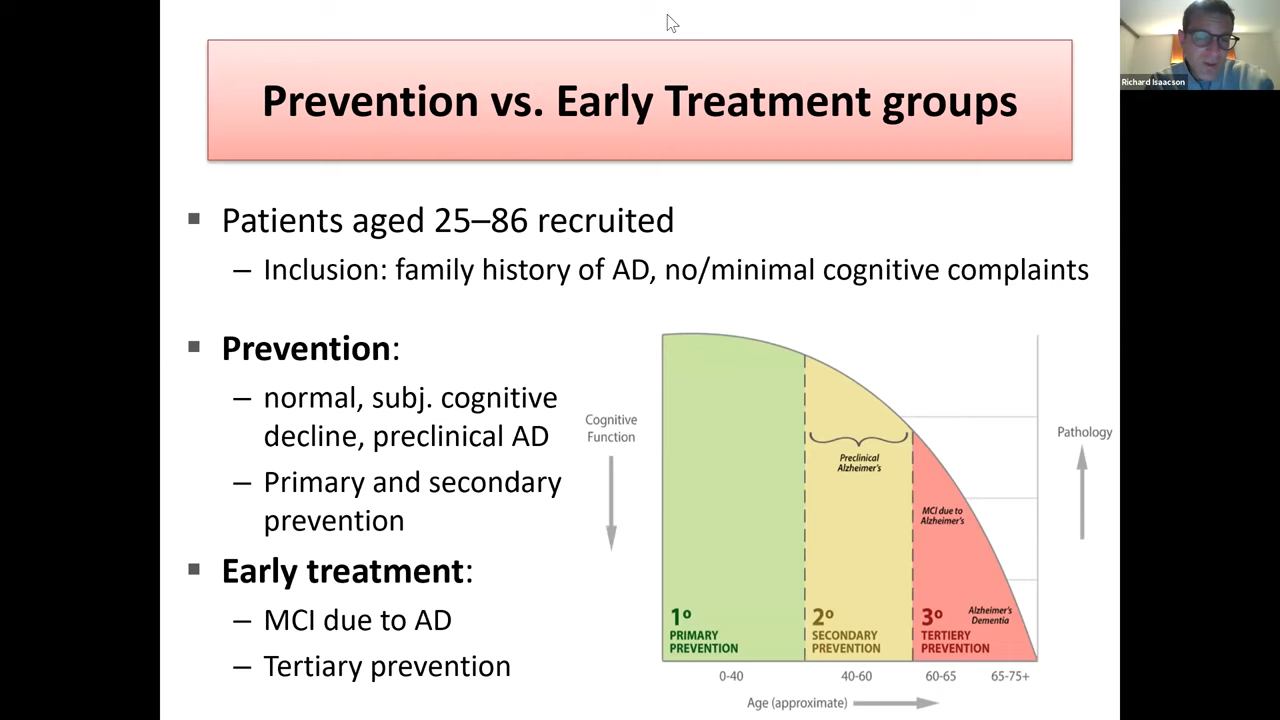 Prevention vs. Early Treatment groups
Richard Isaacson
▪ Patients aged 25–86 recruited
– Inclusion: family history of AD, no/minimal cognitive complaints
▪ Prevention:
– normal, subj. cognitive
decline, preclinical AD
– Primary and secondary
prevention
▪ Early treatment:
– MCI due to AD
– Tertiary prevention
Cognitive
Function
Pathology
Preclinical
Alzheimer's
MCI due to
Alzheimer's
Alzheimer's
Dementia
1º
PRIMARY
PREVENTION
2º
SECONDARY
PREVENTION
3º
TERTIARY
PREVENTION
0-40
40-60
60-65
65-75+
Age (approximate)